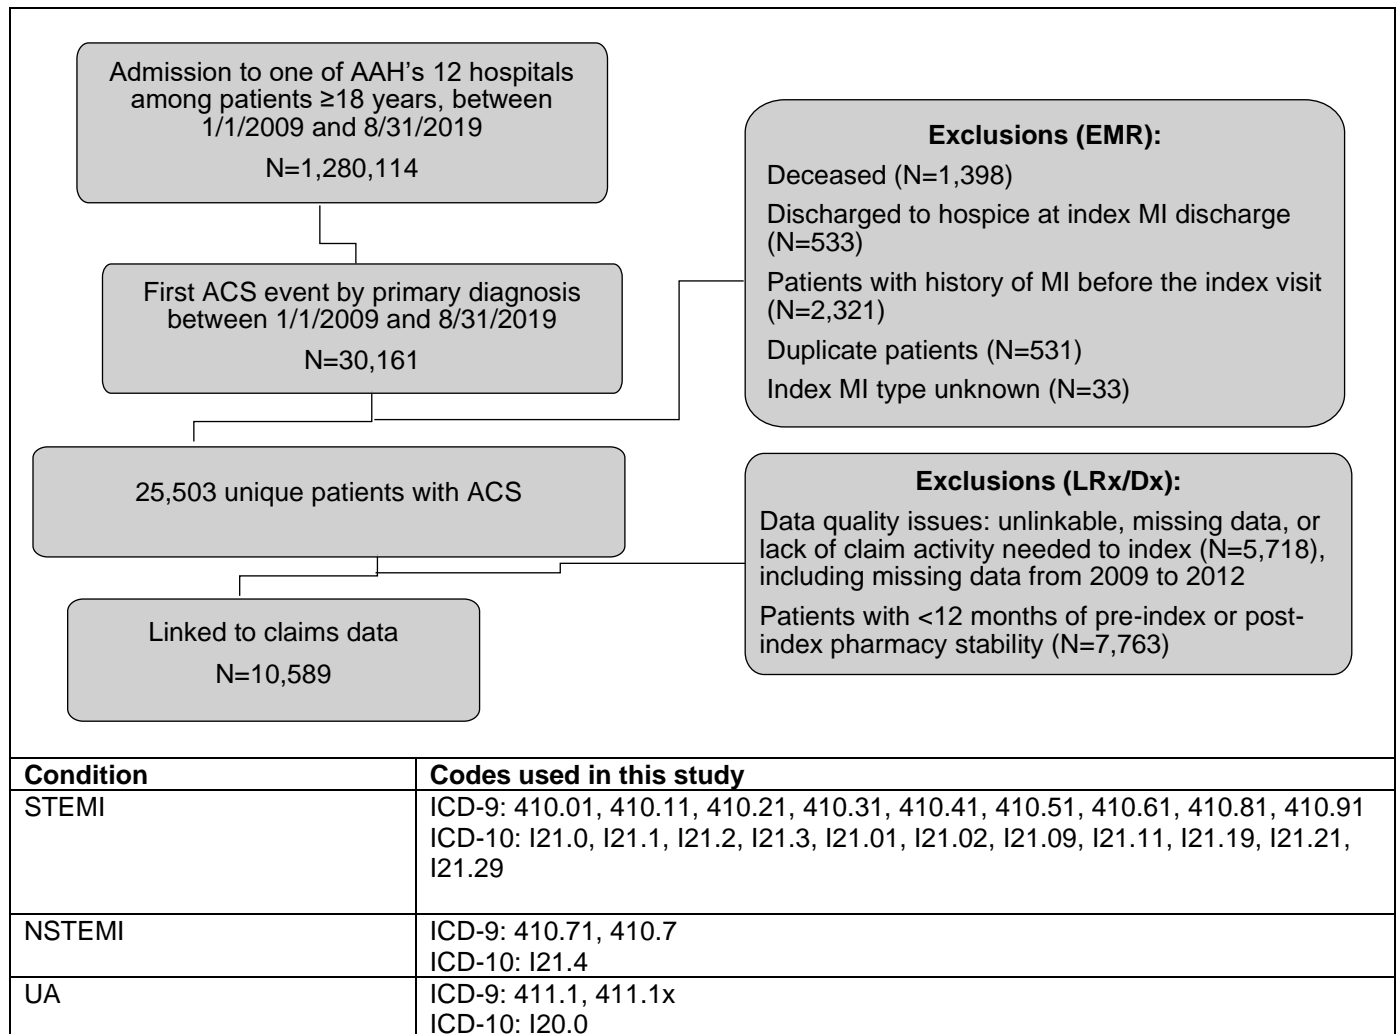 Admission to one of AAH's 12 hospitals
among patients ≥18 years, between
1/1/2009 and 8/31/2019
N=1,280,114
First ACS event by primary diagnosis
between 1/1/2009 and 8/31/2019
N=30,161
25,503 unique patients with ACS
Linked to claims data
N=10,589
Exclusions (EMR):
Deceased (N=1,398)
Discharged to hospice at index MI discharge
(N=533)
Patients with history of MI before the index visit
(N=2,321)
Duplicate patients (N=531)
Index MI type unknown (N=33)
Exclusions (LRx/Dx):
Data quality issues: unlinkable, missing data, or
lack of claim activity needed to index (N=5,718),
including missing data from 2009 to 2012
Patients with <12 months of pre-index or post-
index pharmacy stability (N=7,763)
Condition
Codes used in this study
STEMI
ICD-9: 410.01, 410.11, 410.21, 410.31, 410.41, 410.51, 410.61, 410.81, 410.91
ICD-10: I21.0, I21.1, I21.2, I21.3, I21.01, I21.02, I21.09, I21.11, I21.19, I21.21,
I21.29
NSTEMI
ICD-9: 410.71, 410.7
ICD-10: I21.4
UA
ICD-9: 411.1, 411.1x
ICD-10: I20.0